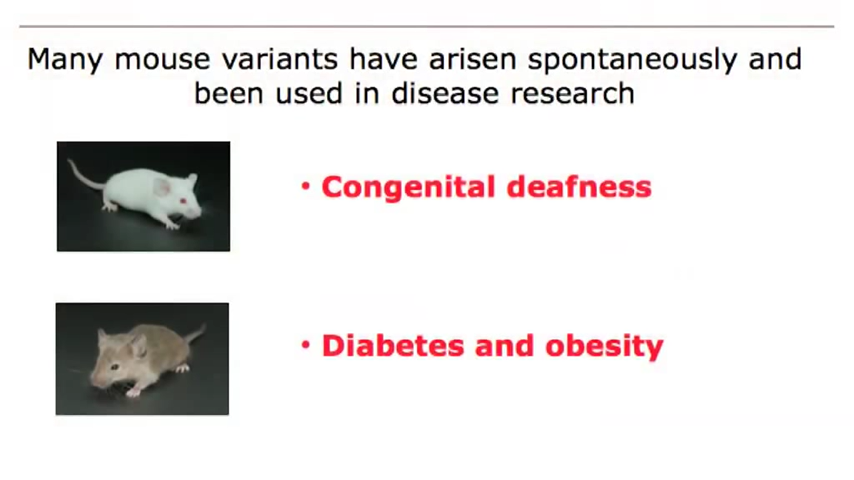 Many mouse variants have arisen spontaneously and
been used in disease research
• Congenital deafness
• Diabetes and obesity